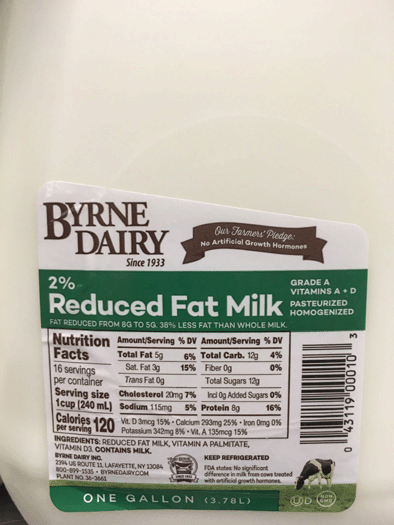 BYRNE
DAIRY
Since 1933
Our Farmers' Pledge:
No Artificial Growth Hormones
2%
Reduced Fat Milk
GRADE A
VITAMINS A + D
PASTEURIZED
HOMOGENIZED
FAT REDUCED FROM 8G TO 5G. 38% LESS FAT THAN WHOLE MILK.
Nutrition
Facts
16 servings
per container
Serving size
1cup (240 mL)
Calories
per serving 120
Amount/Serving % DV Amount/Serving % DV
Total Fat 5g 6% Total Carb. 12g 4%
Sat. Fat 3g 15% Fiber 0g 0%
Trans Fat 0g Total Sugars 12g
Cholesterol 20mg 7% Incl 0g Added Sugars 0%
Sodium 115mg 5% Protein 8g 16%
Vit. D 3mcg 15% • Calcium 293mg 25% • Iron 0mg 0%
Potassium 342mg 8% • Vit. A 135mcg 15%
INGREDIENTS: REDUCED FAT MILK, VITAMIN A PALMITATE,
VITAMIN D3. CONTAINS MILK.
BYRNE DAIRY INC.
2394 US ROUTE 11, LAFAYETTE, NY 13084
800-899-1535 • BYRNEDAIRY.COM
PLANT NO. 36-3661
KEEP REFRIGERATED
FDA states: No significant
difference in milk from cows treated
with artificial growth hormones.
0 43119 00010 3
ONE GALLON (3.78L)
U D